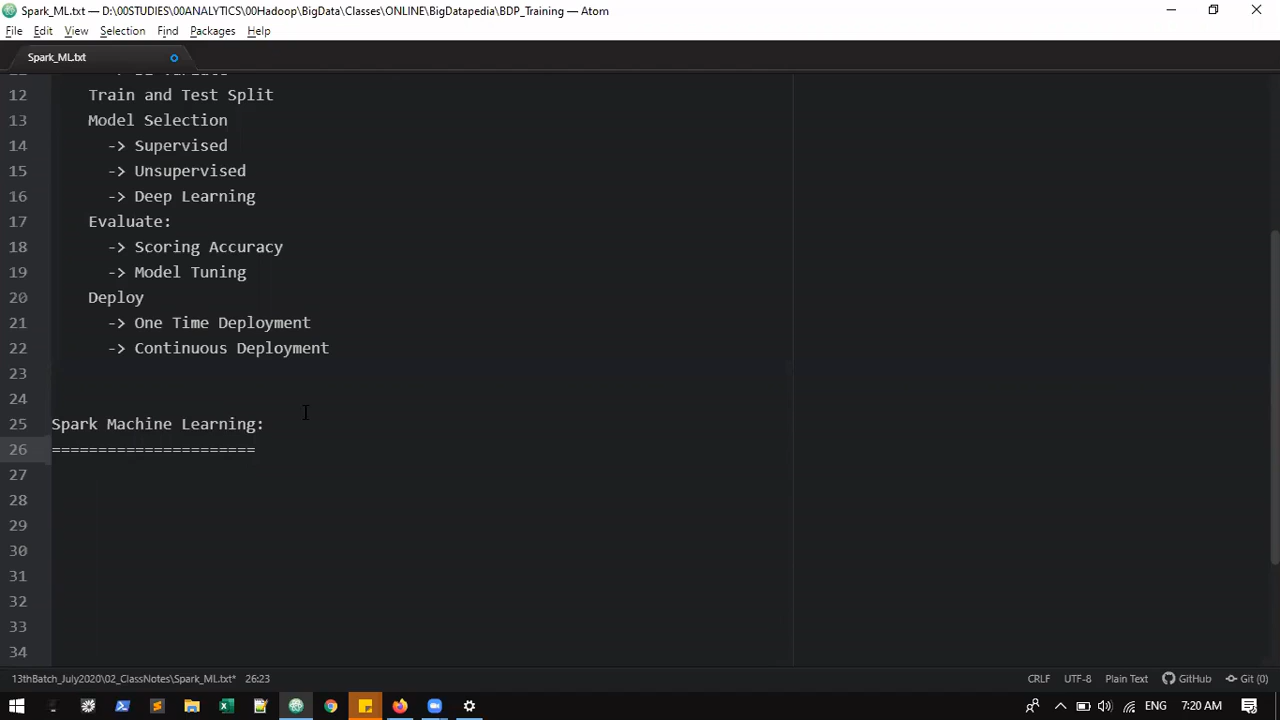 Spark_ML.txt — D:\00STUDIES\00ANALYTICS\00Hadoop\BigData\Classes\ONLINE\BigDatapedia\BDP_Training — Atom
File Edit View Selection Find Packages Help
Spark_ML.txt
12 Train and Test Split
13 Model Selection
14 -> Supervised
15 -> Unsupervised
16 -> Deep Learning
17 Evaluate:
18 -> Scoring Accuracy
19 -> Model Tuning
20 Deploy
21 -> One Time Deployment
22 -> Continuous Deployment
23
24
25 Spark Machine Learning:
26 ======================
27
28
29
30
31
32
33
34
13thBatch_July2020\02_ClassNotes\Spark_ML.txt* 26:23 CRLF UTF-8 Plain Text GitHub Git (0)
ENG 7:20 AM